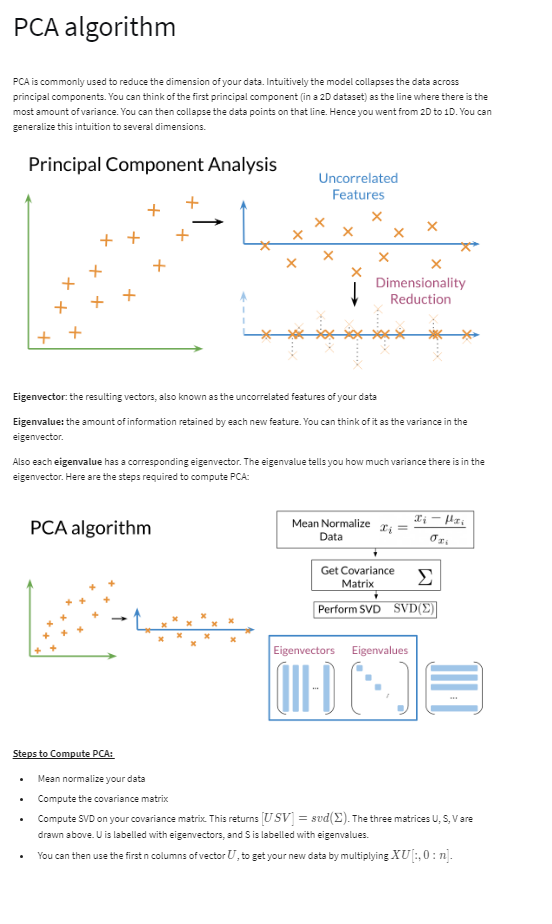 PCA algorithm
PCA is commonly used to reduce the dimension of your data. Intuitively the model collapses the data across
principal components. You can think of the first principal component (in a 2D dataset) as the line where there is the
most amount of variance. You can then collapse the data points on that line. Hence you went from 2D to 1D. You can
generalize this intuition to several dimensions.
Principal Component Analysis
Uncorrelated
Features
Dimensionality
Reduction
Eigenvector: the resulting vectors, also known as the uncorrelated features of your data
Eigenvalue: the amount of information retained by each new feature. You can think of it as the variance in the
eigenvector.
Also each eigenvalue has a corresponding eigenvector. The eigenvalue tells you how much variance there is in the
eigenvector. Here are the steps required to compute PCA:
PCA algorithm
Mean Normalize
Data
x_i = (x_i − μ_{x_i}) / σ_{x_i}
Get Covariance
Matrix
Σ
Perform SVD SVD(Σ)
Eigenvectors Eigenvalues
... ...
Steps to Compute PCA:
• Mean normalize your data
• Compute the covariance matrix
• Compute SVD on your covariance matrix. This returns [U S V] = svd(Σ). The three matrices U, S, V are
drawn above. U is labelled with eigenvectors, and S is labelled with eigenvalues.
• You can then use the first n columns of vector U, to get your new data by multiplying XU[:, 0 : n].